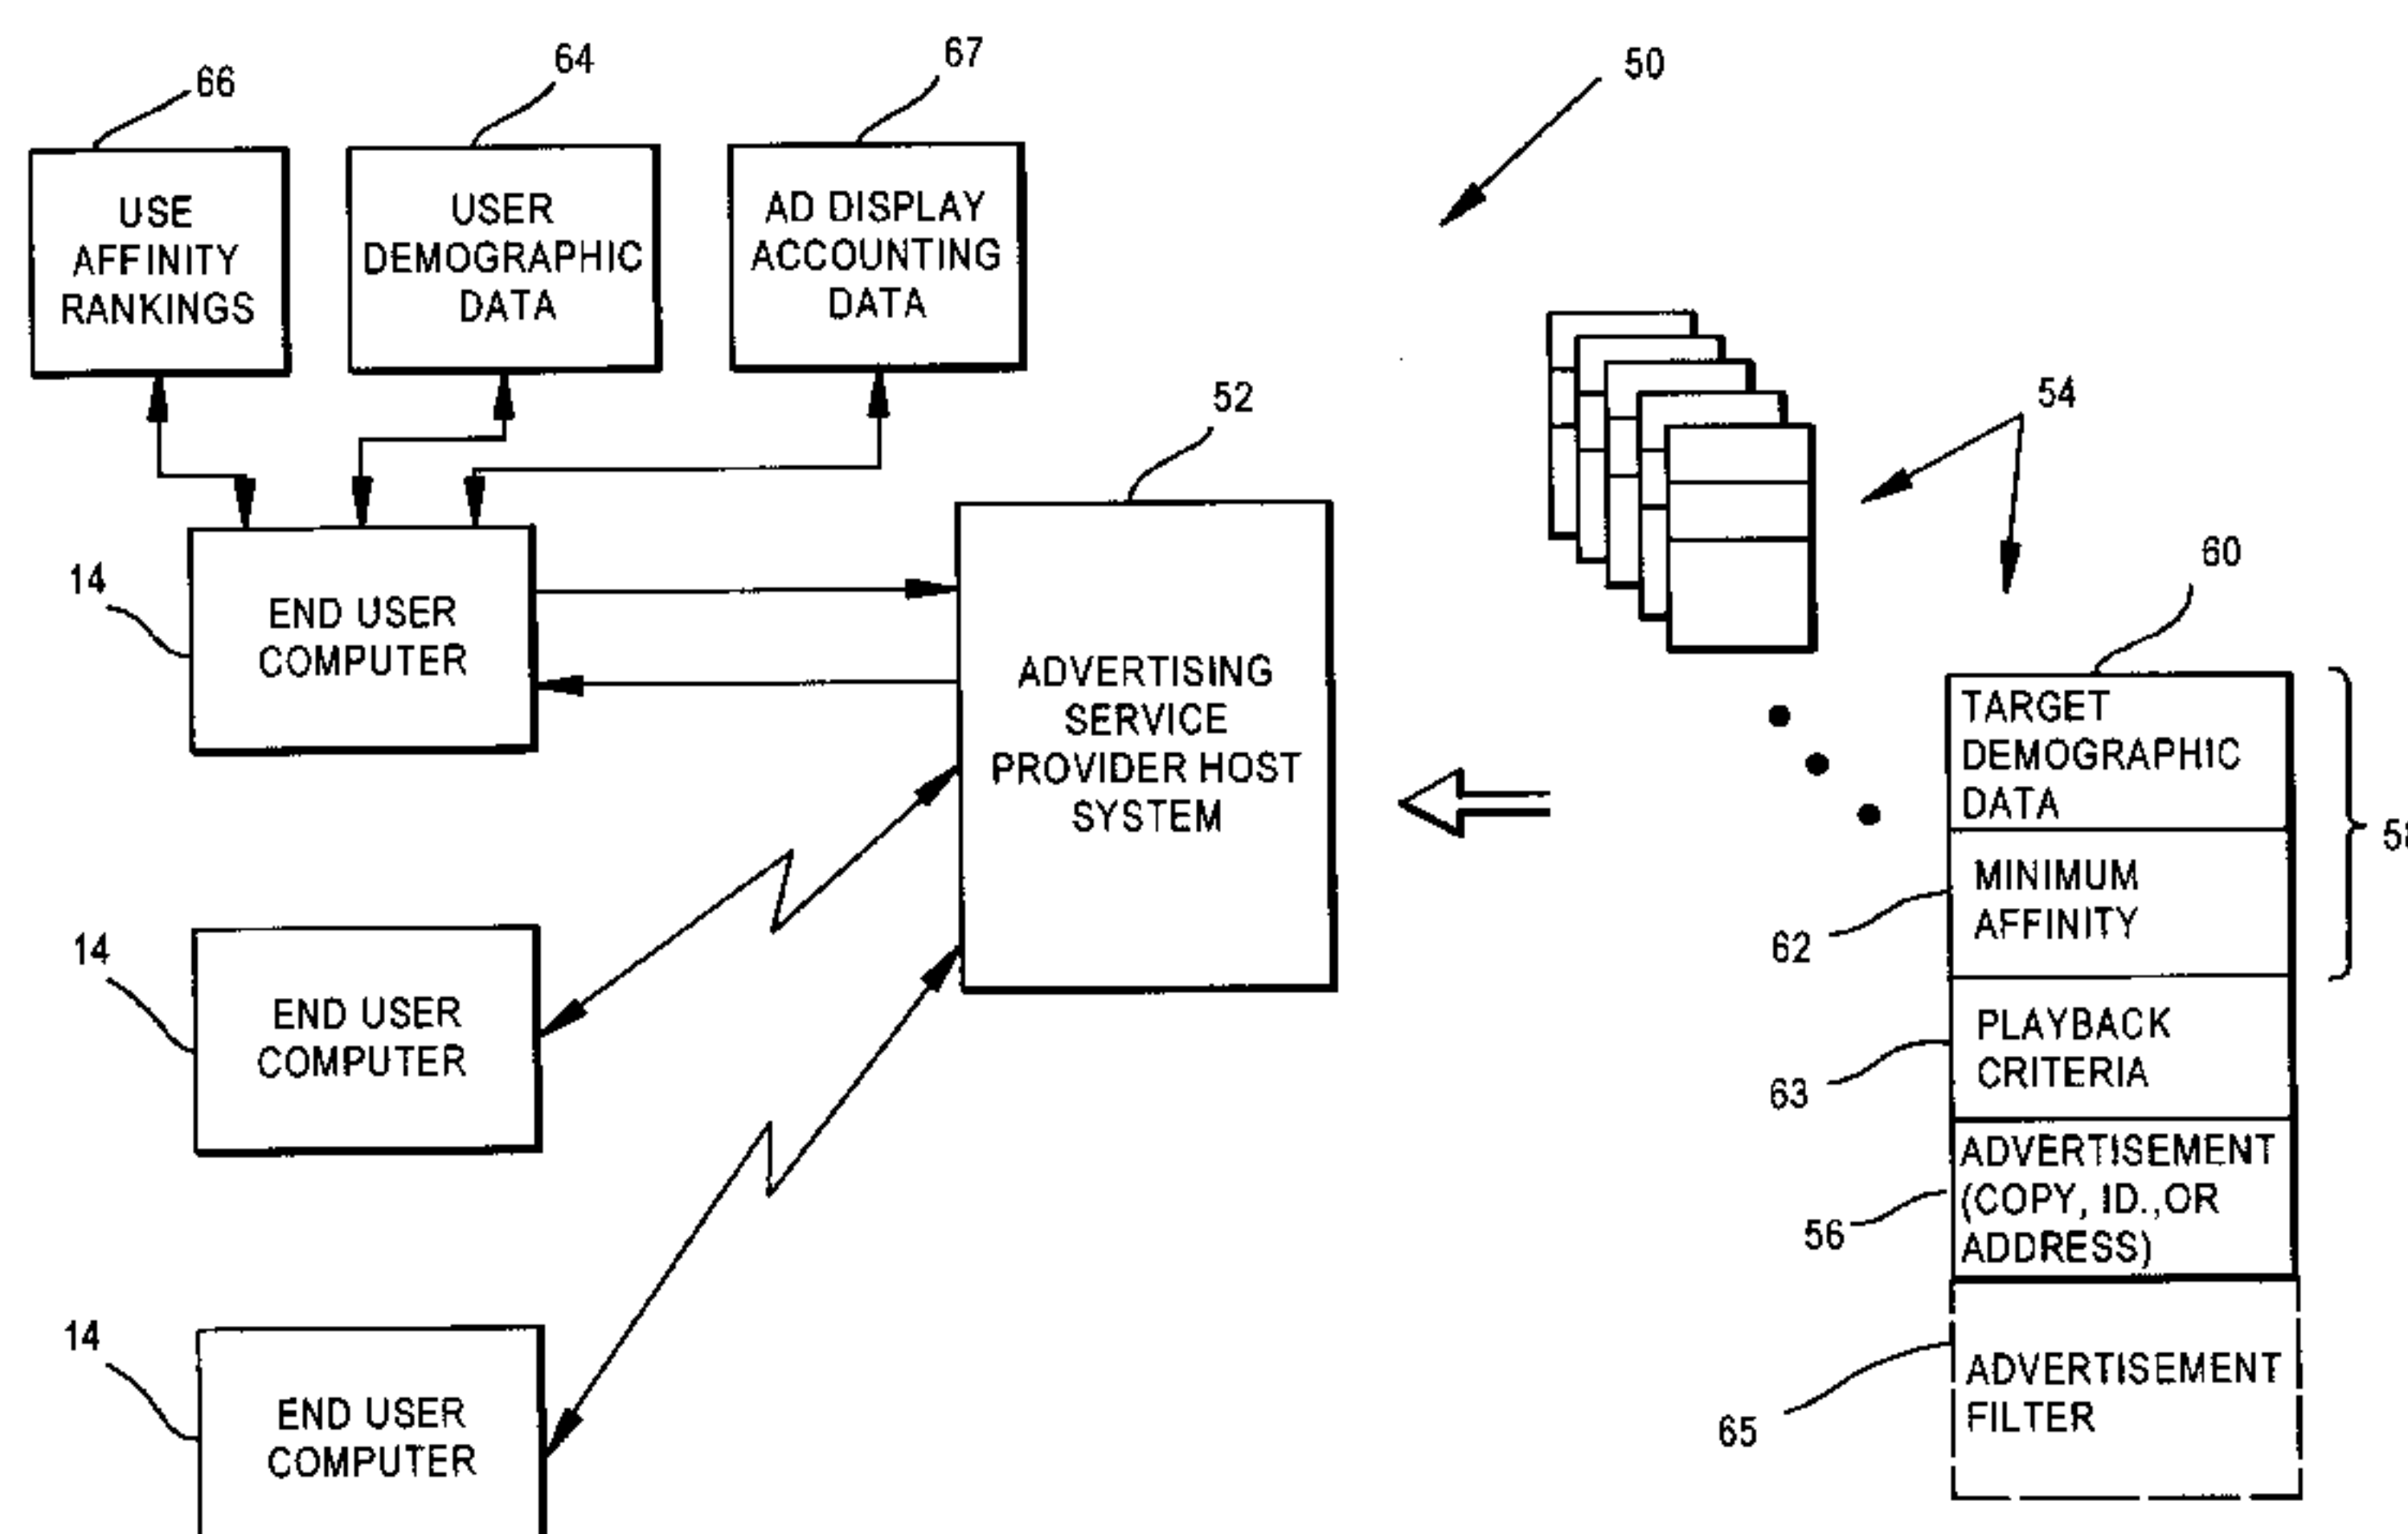 66
64
67
50
USE
AFFINITY
RANKINGS
USER
DEMOGRAPHIC
DATA
AD DISPLAY
ACCOUNTING
DATA
52
54
14
END USER
COMPUTER
ADVERTISING
SERVICE
PROVIDER HOST
SYSTEM
60
TARGET
DEMOGRAPHIC
DATA
MINIMUM
AFFINITY
62
14
END USER
COMPUTER
PLAYBACK
CRITERIA
63
ADVERTISEMENT
(COPY, ID.,OR
ADDRESS)
56
14
END USER
COMPUTER
ADVERTISEMENT
FILTER
65